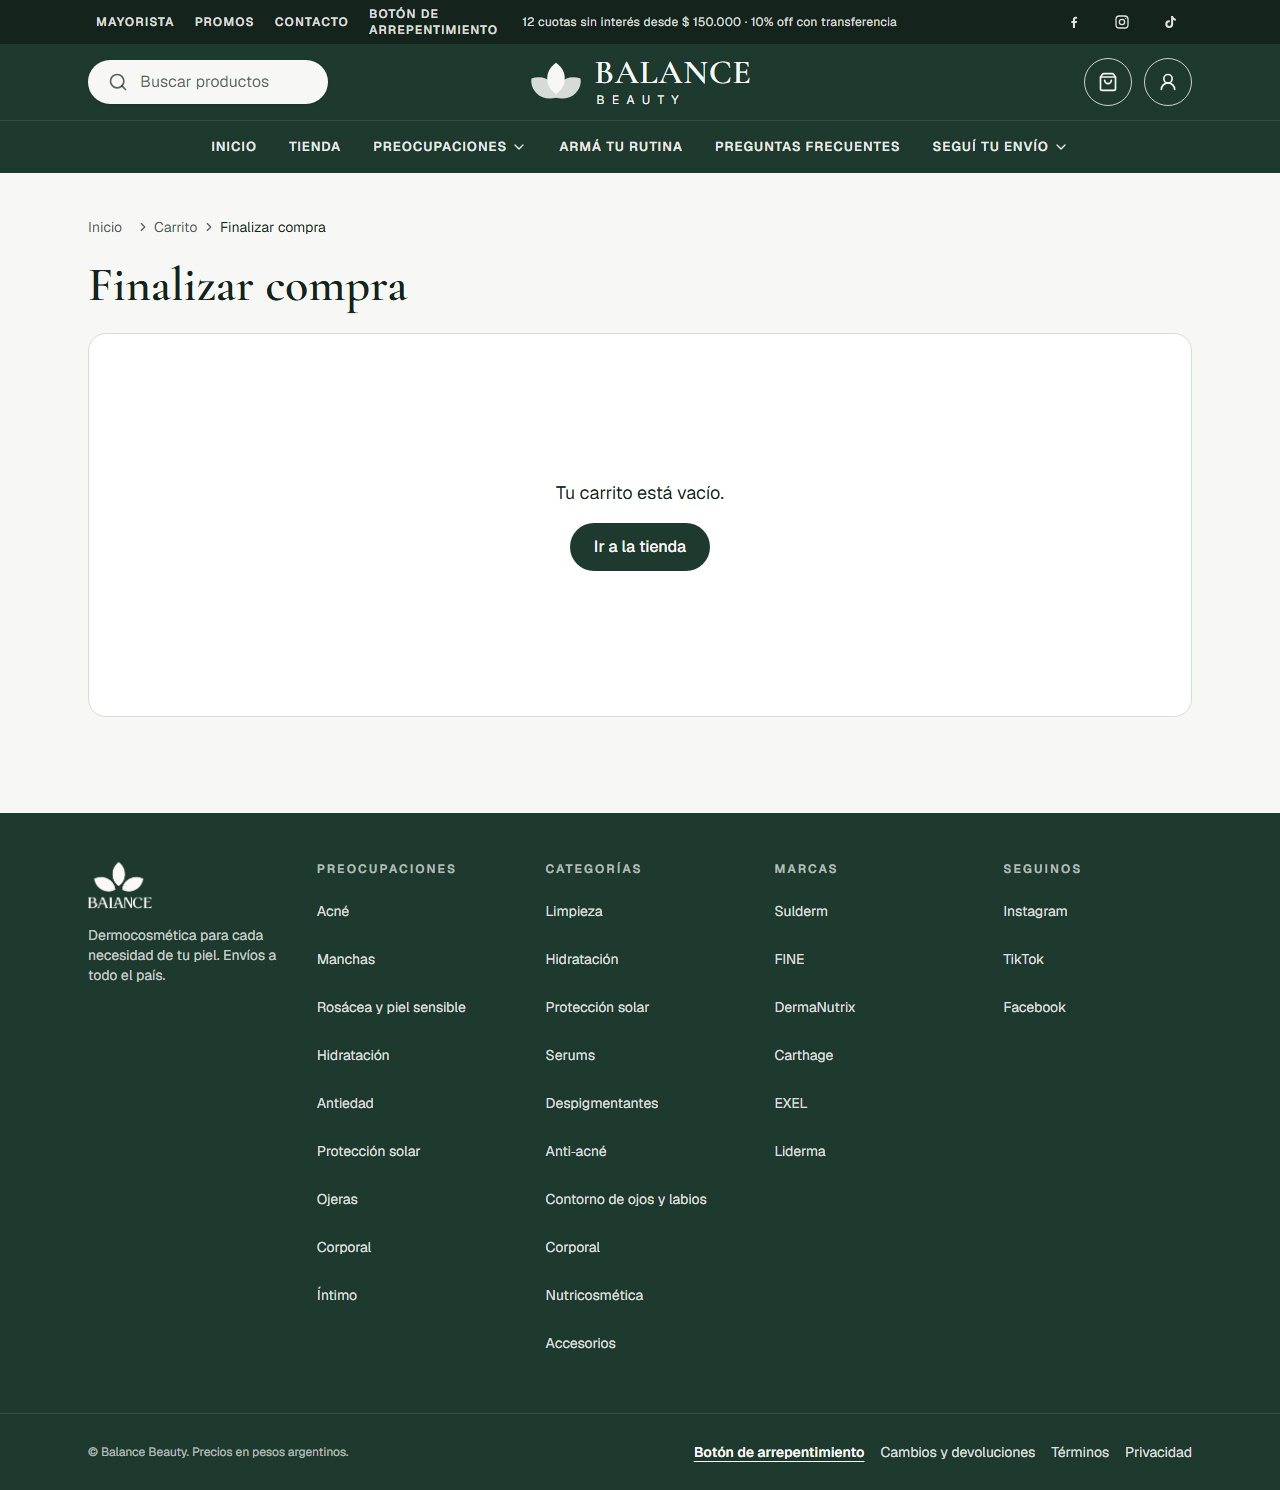 MAYORISTA PROMOS CONTACTO BOTÓN DE ARREPENTIMIENTO 12 cuotas sin interés desde $ 150.000 · 10% off con transferencia
Buscar productos
BALANCE
BEAUTY
INICIO TIENDA PREOCUPACIONES ARMÁ TU RUTINA PREGUNTAS FRECUENTES SEGUÍ TU ENVÍO
Inicio Carrito Finalizar compra
Finalizar compra
Tu carrito está vacío.
Ir a la tienda
BALANCE
Dermocosmética para cada
necesidad de tu piel. Envíos a
todo el país.
PREOCUPACIONES
Acné
Manchas
Rosácea y piel sensible
Hidratación
Antiedad
Protección solar
Ojeras
Corporal
Íntimo
CATEGORÍAS
Limpieza
Hidratación
Protección solar
Serums
Despigmentantes
Anti-acné
Contorno de ojos y labios
Corporal
Nutricosmética
Accesorios
MARCAS
Sulderm
FINE
DermaNutrix
Carthage
EXEL
Liderma
SEGUINOS
Instagram
TikTok
Facebook
© Balance Beauty. Precios en pesos argentinos.
Botón de arrepentimiento Cambios y devoluciones Términos Privacidad